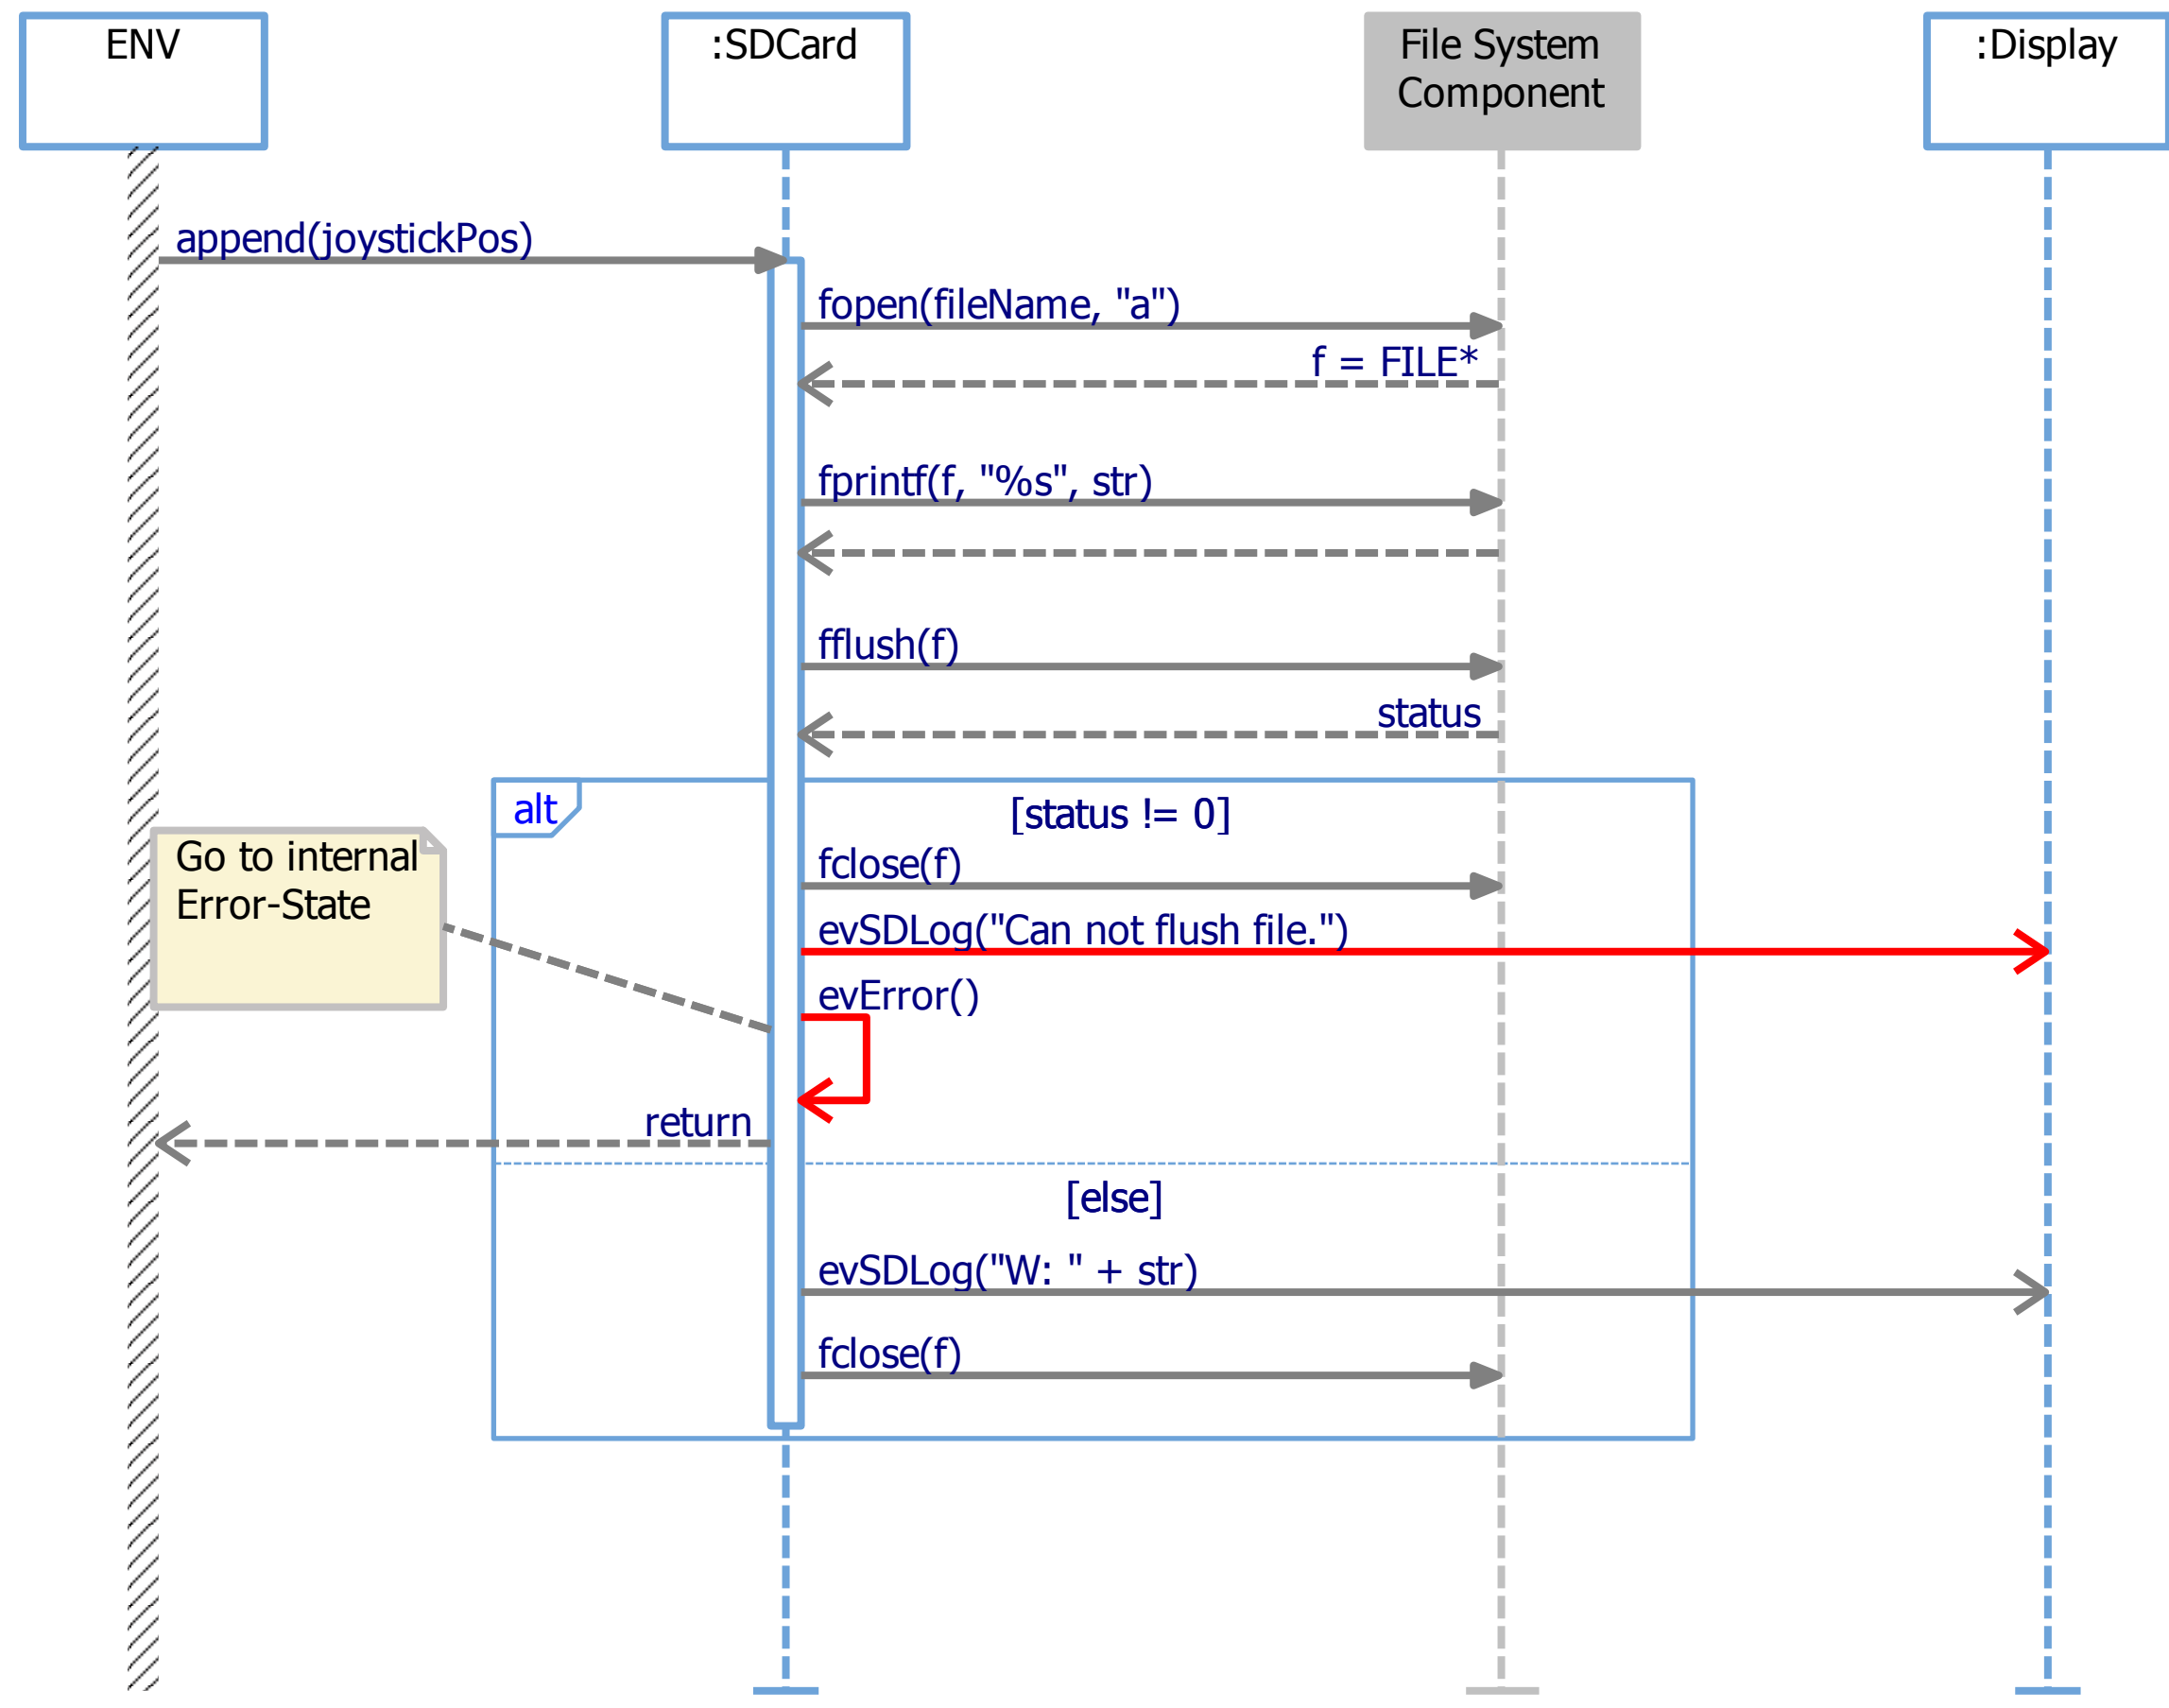 ENV
:SDCard
File System
Component
:Display
append(joystickPos)
fopen(fileName, "a")
f = FILE*
fprintf(f, "%s", str)
fflush(f)
status
alt
[status != 0]
Go to internal
Error-State
fclose(f)
evSDLog("Can not flush file.")
evError()
return
[else]
evSDLog("W: " + str)
fclose(f)